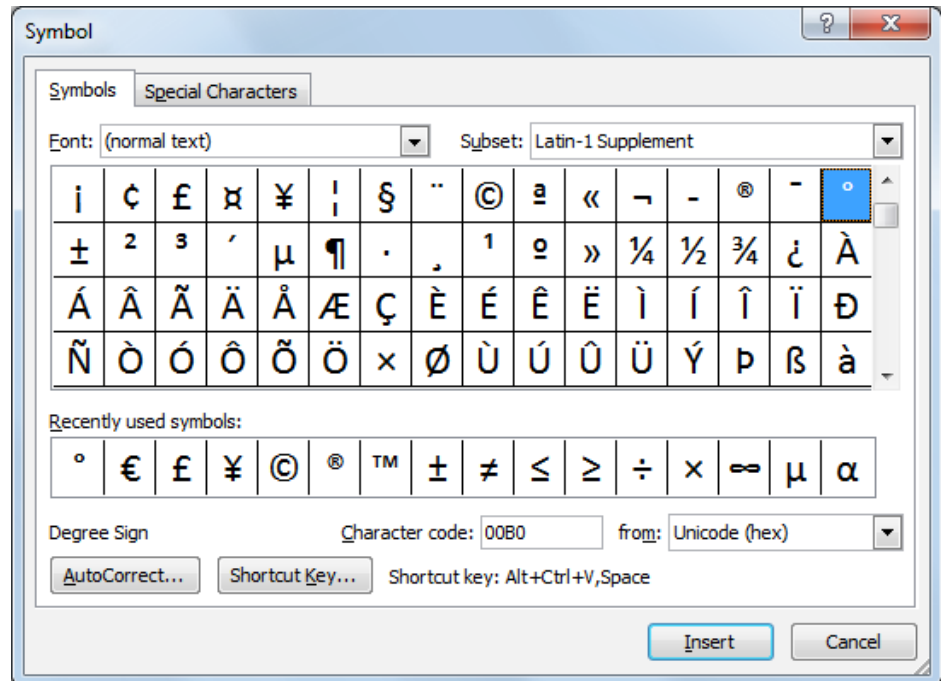 Symbol
Symbols Special Characters
Font: (normal text) Subset: Latin-1 Supplement
¡ ¢ £ ¤ ¥ ¦ § ¨ © ª « ¬ - ® ¯ °
± ² ³ ´ µ ¶ · ¸ ¹ º » ¼ ½ ¾ ¿ À
Á Â Ã Ä Å Æ Ç È É Ê Ë Ì Í Î Ï Ð
Ñ Ò Ó Ô Õ Ö × Ø Ù Ú Û Ü Ý Þ ß à
Recently used symbols:
° € £ ¥ © ® ™ ± ≠ ≤ ≥ ÷ × ∞ µ α
Degree Sign Character code: 00B0 from: Unicode (hex)
AutoCorrect... Shortcut Key... Shortcut key: Alt+Ctrl+V,Space
Insert Cancel